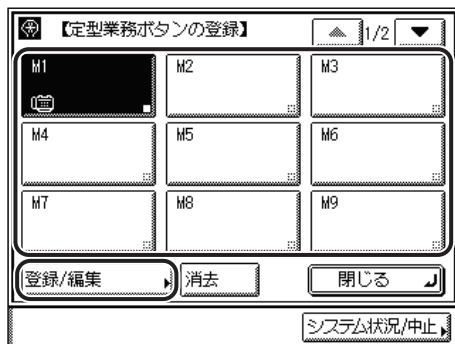 【定型業務ボタンの登録】 1/2
M1 M2 M3
M4 M5 M6
M7 M8 M9
登録/編集 消去 閉じる
システム状況/中止